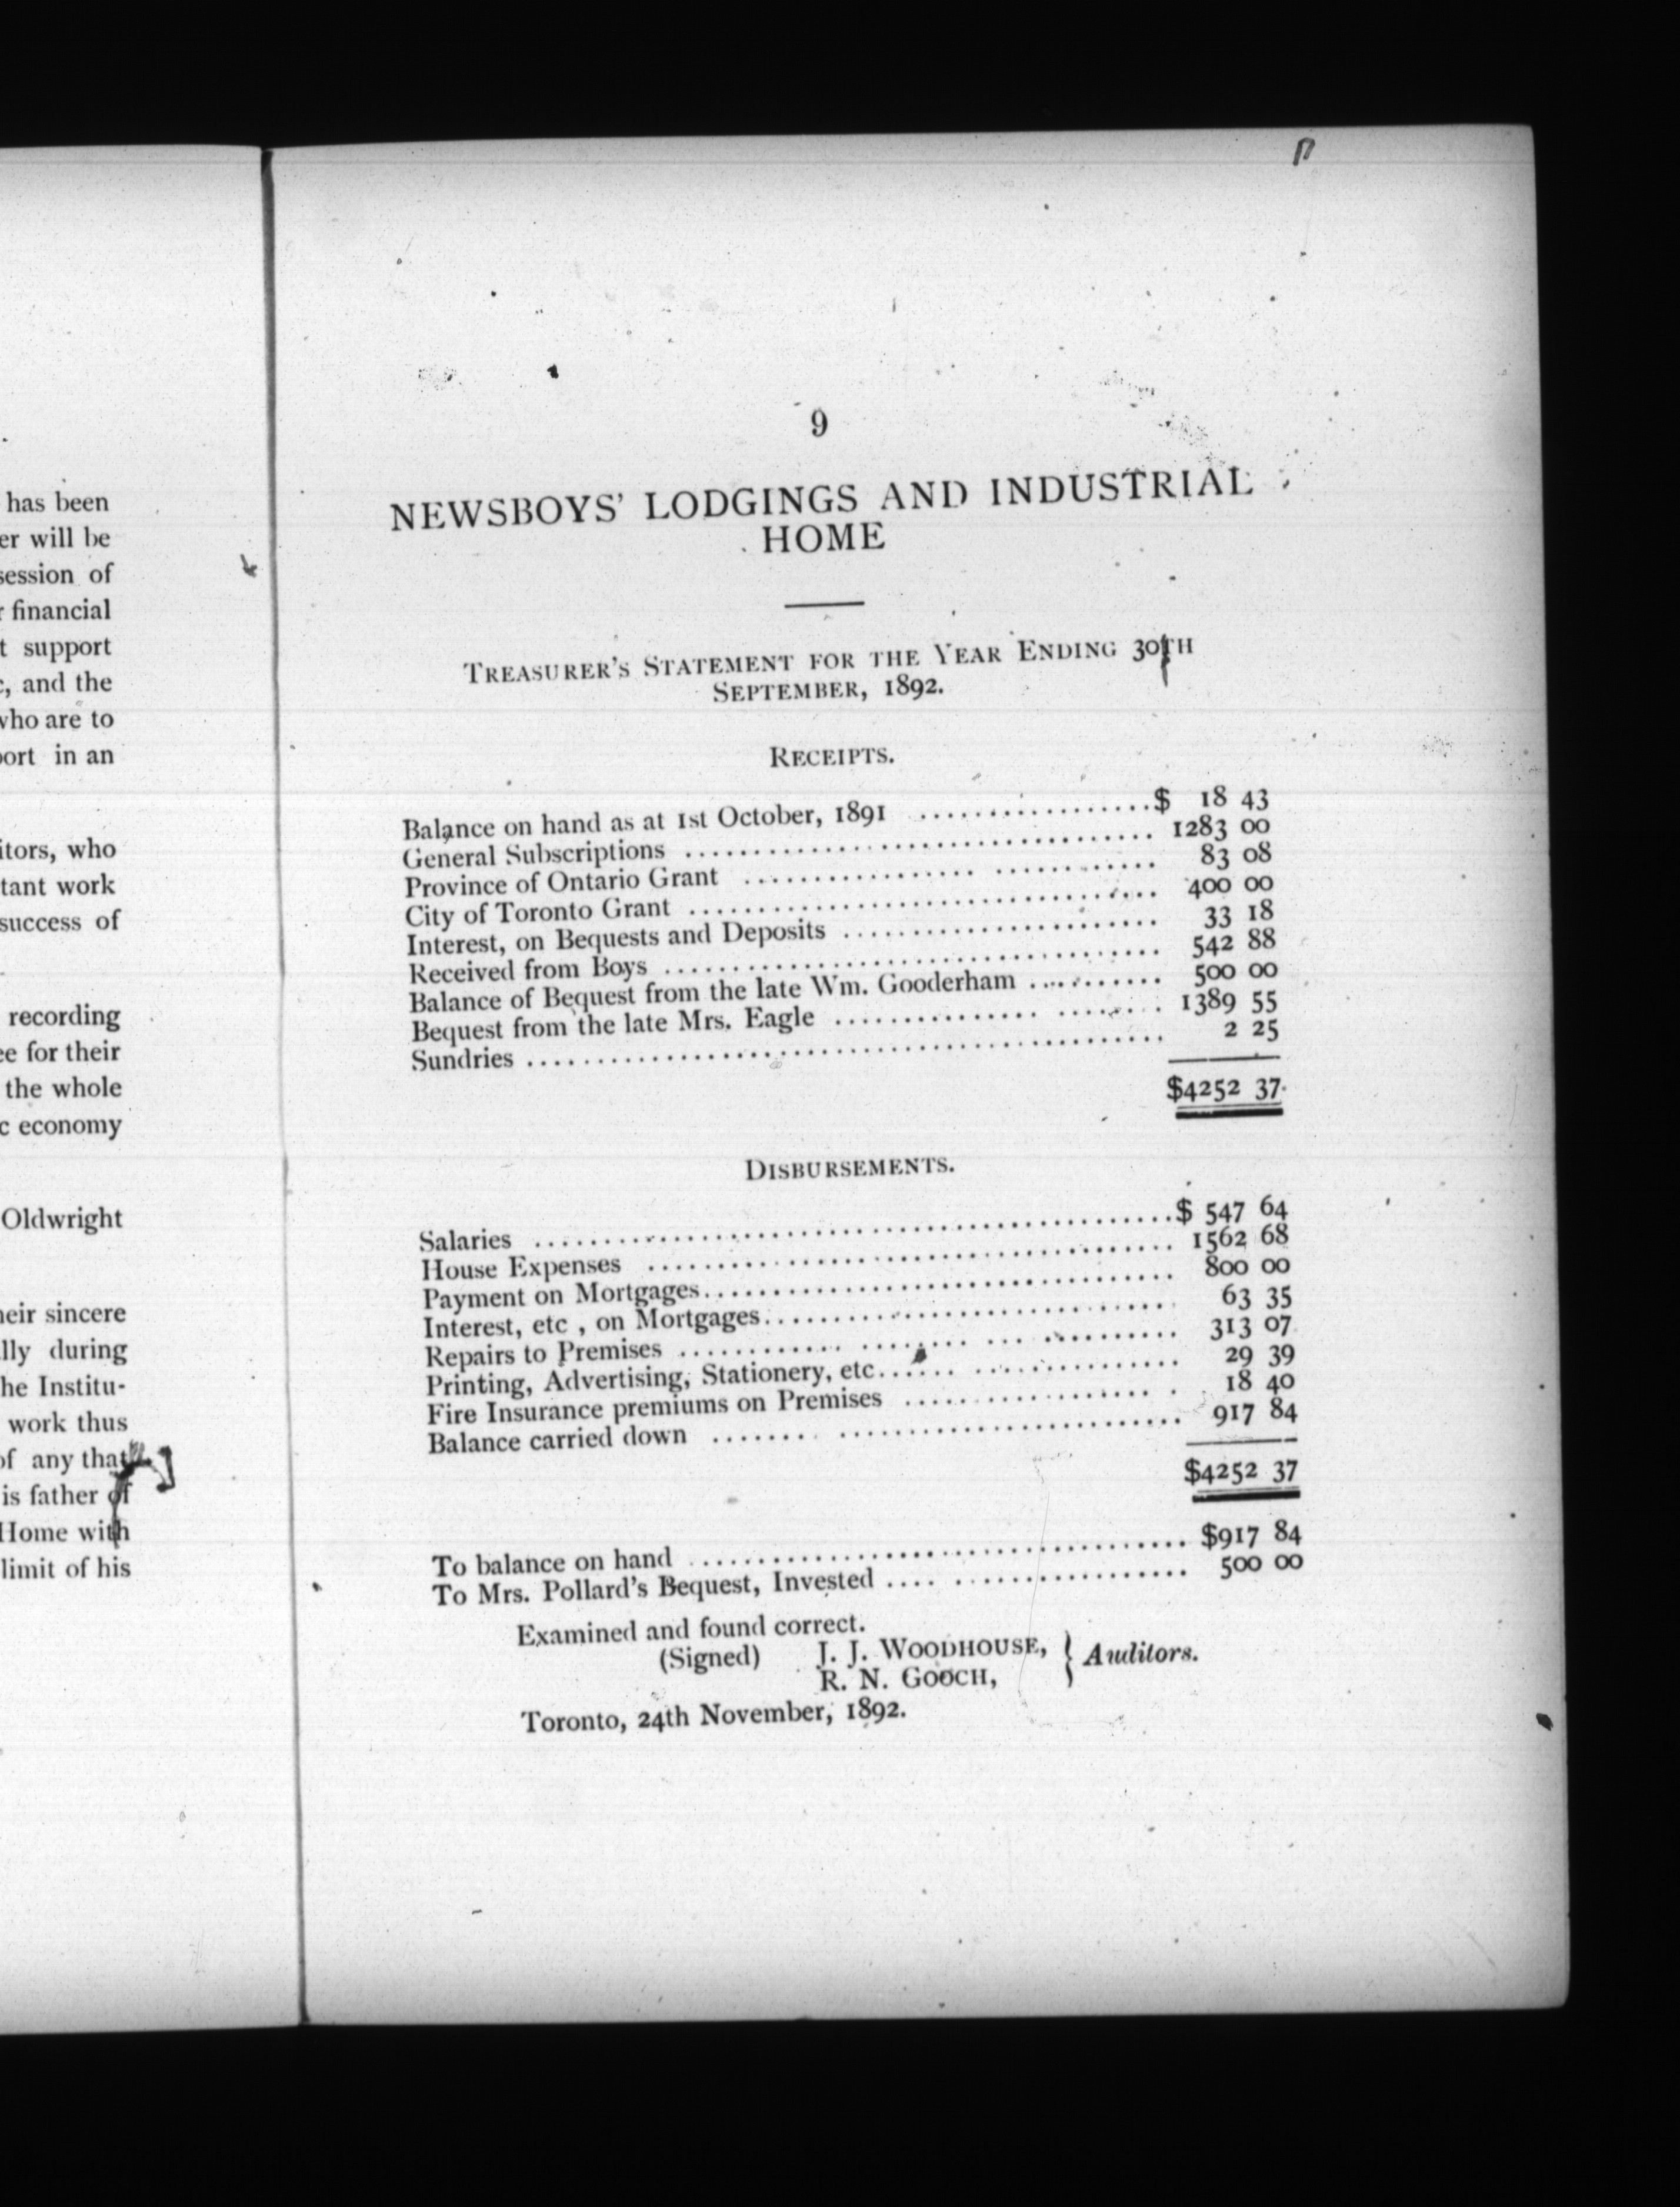 has been
er will be
session of
r financial
t support
c, and the
who are to
port in an
itors, who
tant work
success of
recording
ee for their
the whole
c economy
Oldwright
heir sincere
lly during
he Institu-
work thus
of any that
is father of
Home with
limit of his
9
NEWSBOYS' LODGINGS AND INDUSTRIAL
HOME
TREASURER'S STATEMENT FOR THE YEAR ENDING 30TH
SEPTEMBER, 1892.
RECEIPTS.
Balance on hand as at 1st October, 1891 ..................$ 18 43
General Subscriptions .................................. 1283 00
Province of Ontario Grant ................. ............ 83 08
City of Toronto Grant .................................. 400 00
Interest, on Bequests and Deposits ....................... 33 18
Received from Boys .................................... 542 88
Balance of Bequest from the late Wm. Gooderham .......... 500 00
Bequest from the late Mrs. Eagle ............... ........ 1389 55
Sundries .............................................. 2 25
$4252 37
DISBURSEMENTS.
Salaries ..............................................$ 547 64
House Expenses ...................................... 1562 68
Payment on Mortgages.................................. 800 00
Interest, etc , on Mortgages.............................. 63 35
Repairs to Premises ............ ........ ... .......... 313 07
Printing, Advertising, Stationery, etc...... ............... 29 39
Fire Insurance premiums on Premises .................. . 18 40
Balance carried down ....... ......................... 917 84
$4252 37
To balance on hand .................................... $917 84
To Mrs. Pollard's Bequest, Invested .... ................. 500 00
Examined and found correct.
(Signed) J. J. WOODHOUSE, } Auditors.
R. N. GOOCH,
Toronto, 24th November, 1892.